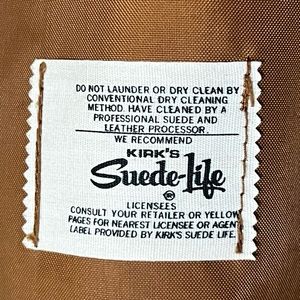 DO NOT LAUNDER OR DRY CLEAN BY
CONVENTIONAL DRY CLEANING
METHOD. HAVE CLEANED BY A
PROFESSIONAL SUEDE AND
LEATHER PROCESSOR.
WE RECOMMEND
KIRK'S
Suede-Life
®
LICENSEES
CONSULT YOUR RETAILER OR YELLOW
PAGES FOR NEAREST LICENSEE OR AGENT
LABEL PROVIDED BY KIRK'S SUEDE LIFE.